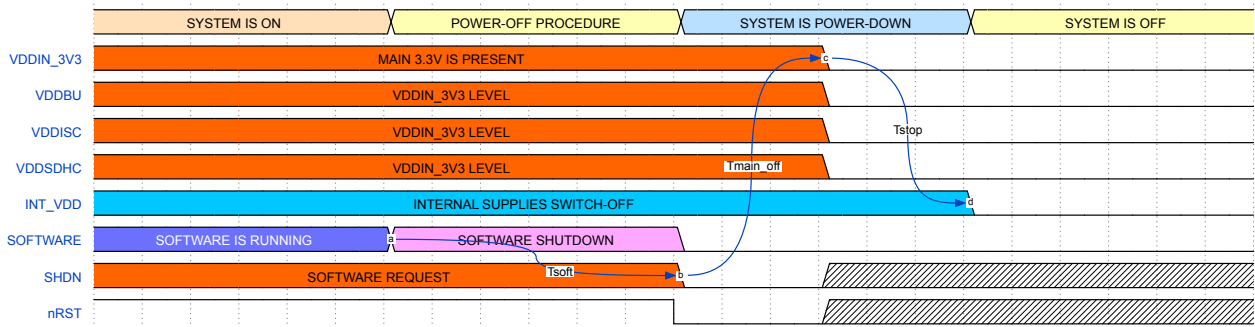 SYSTEM IS ON POWER-OFF PROCEDURE SYSTEM IS POWER-DOWN SYSTEM IS OFF
VDDIN_3V3 MAIN 3.3V IS PRESENT c
VDDBU VDDIN_3V3 LEVEL
VDDISC VDDIN_3V3 LEVEL Tstop
VDDSDHC VDDIN_3V3 LEVEL Tmain_off
INT_VDD INTERNAL SUPPLIES SWITCH-OFF d
SOFTWARE SOFTWARE IS RUNNING a SOFTWARE SHUTDOWN
SHDN SOFTWARE REQUEST Tsoft b
nRST